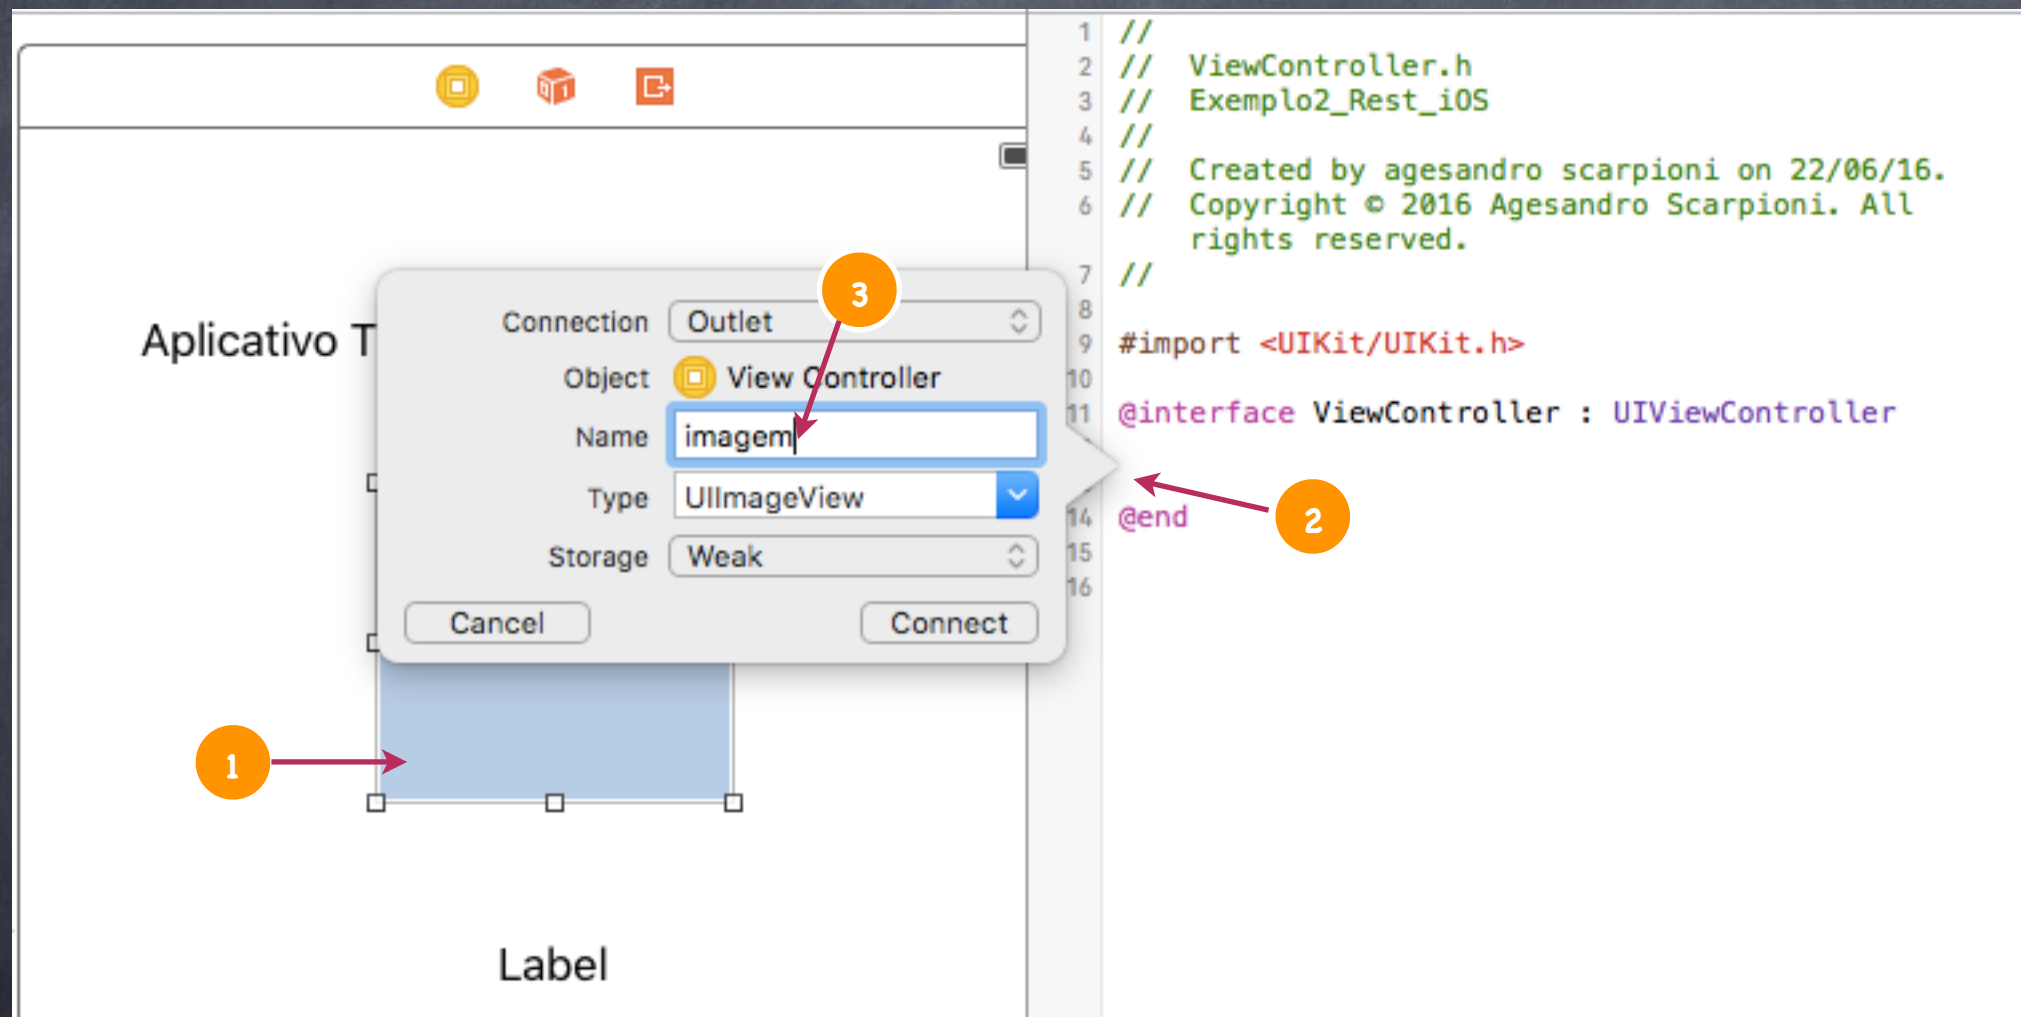 Aplicativo T
Connection Outlet
Object View Controller
Name imagem
Type UIImageView
Storage Weak
Cancel Connect
1
2
3
Label
1 //
2 //  ViewController.h
3 //  Exemplo2_Rest_iOS
4 //
5 //  Created by agesandro scarpioni on 22/06/16.
6 //  Copyright © 2016 Agesandro Scarpioni. All
rights reserved.
7 //
8
9 #import <UIKit/UIKit.h>
10
11 @interface ViewController : UIViewController
14 @end
15
16